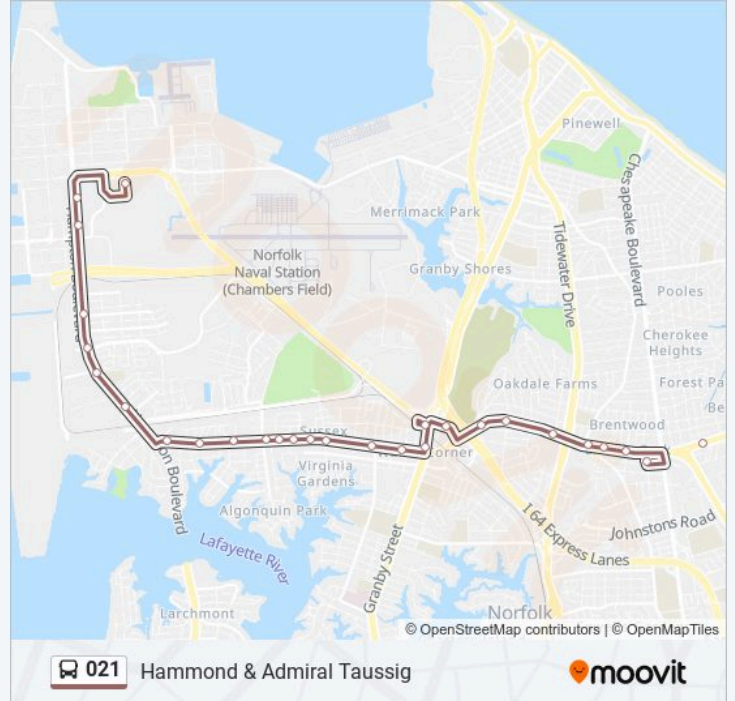 Pinewell
Chesapeake Boulevard
Merrimack Park
Tidewater Drive
Norfolk
Naval Station
(Chambers Field)
Granby Shores
Pooles
Cherokee
Heights
Oakdale Farms
Forest Pa
Be
Brentwood
Sussex
Corner
Virginia
Gardens
on Boulevard
Algonquin Park
I 64 Express Lanes
Johnstons Road
Lafayette River
Granby Street
Larchmont
Norfolk
© OpenStreetMap contributors | © OpenMapTiles
021 Hammond & Admiral Taussig
moovit